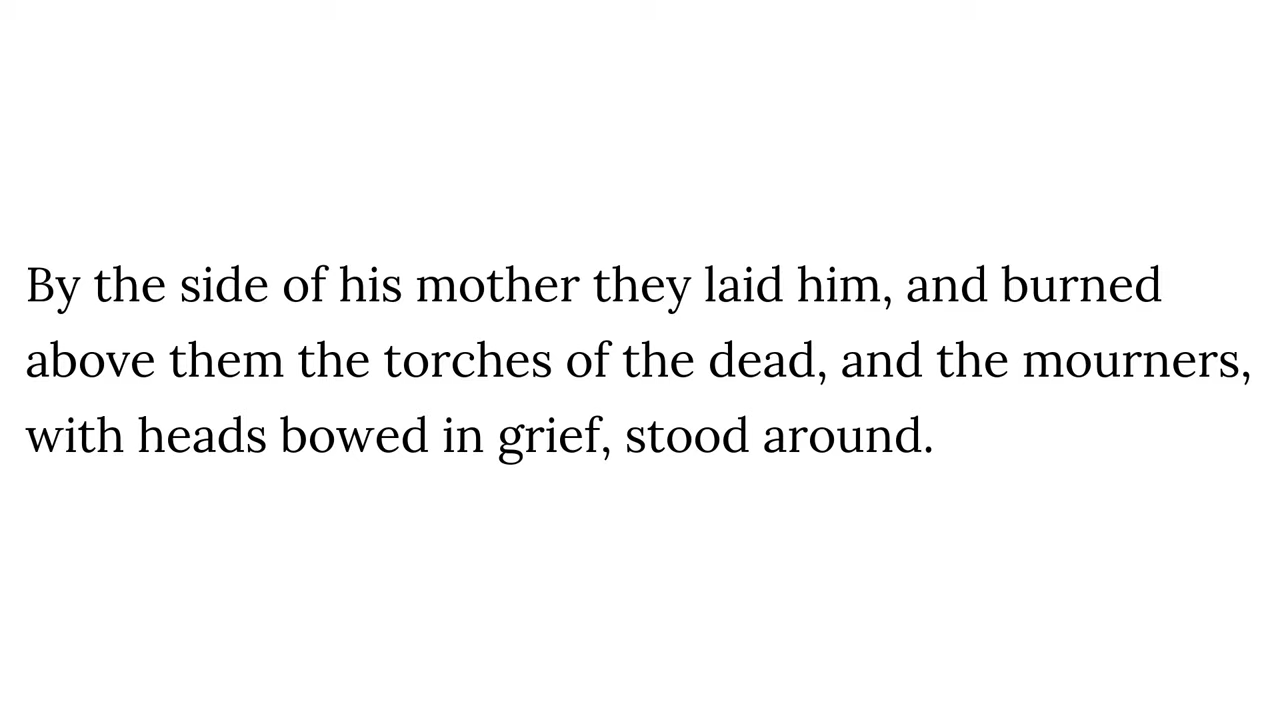 By the side of his mother they laid him, and burned
above them the torches of the dead, and the mourners,
with heads bowed in grief, stood around.